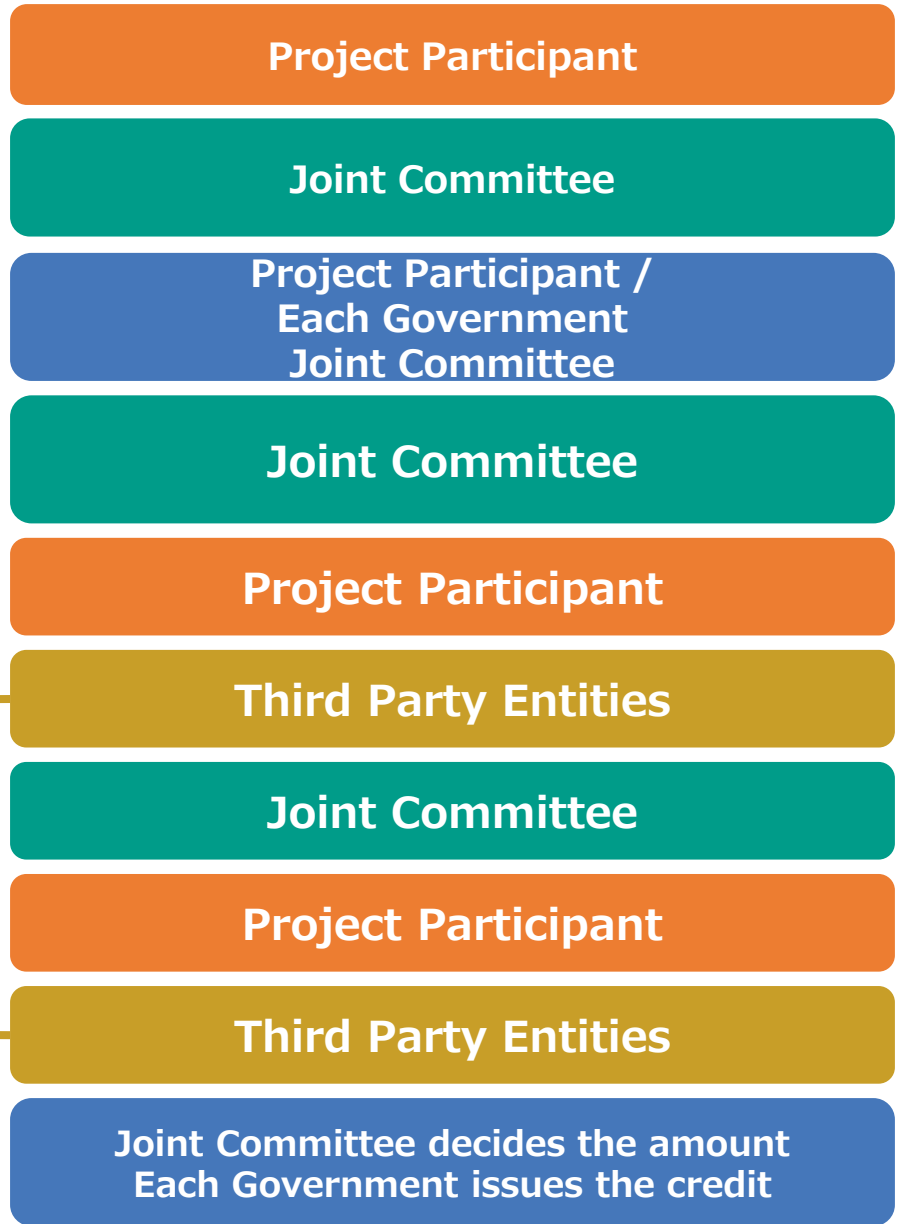 Project Participant
Joint Committee
Project Participant /
Each Government
Joint Committee
Joint Committee
Project Participant
Third Party Entities
Joint Committee
Project Participant
Third Party Entities
Joint Committee decides the amount
Each Government issues the credit